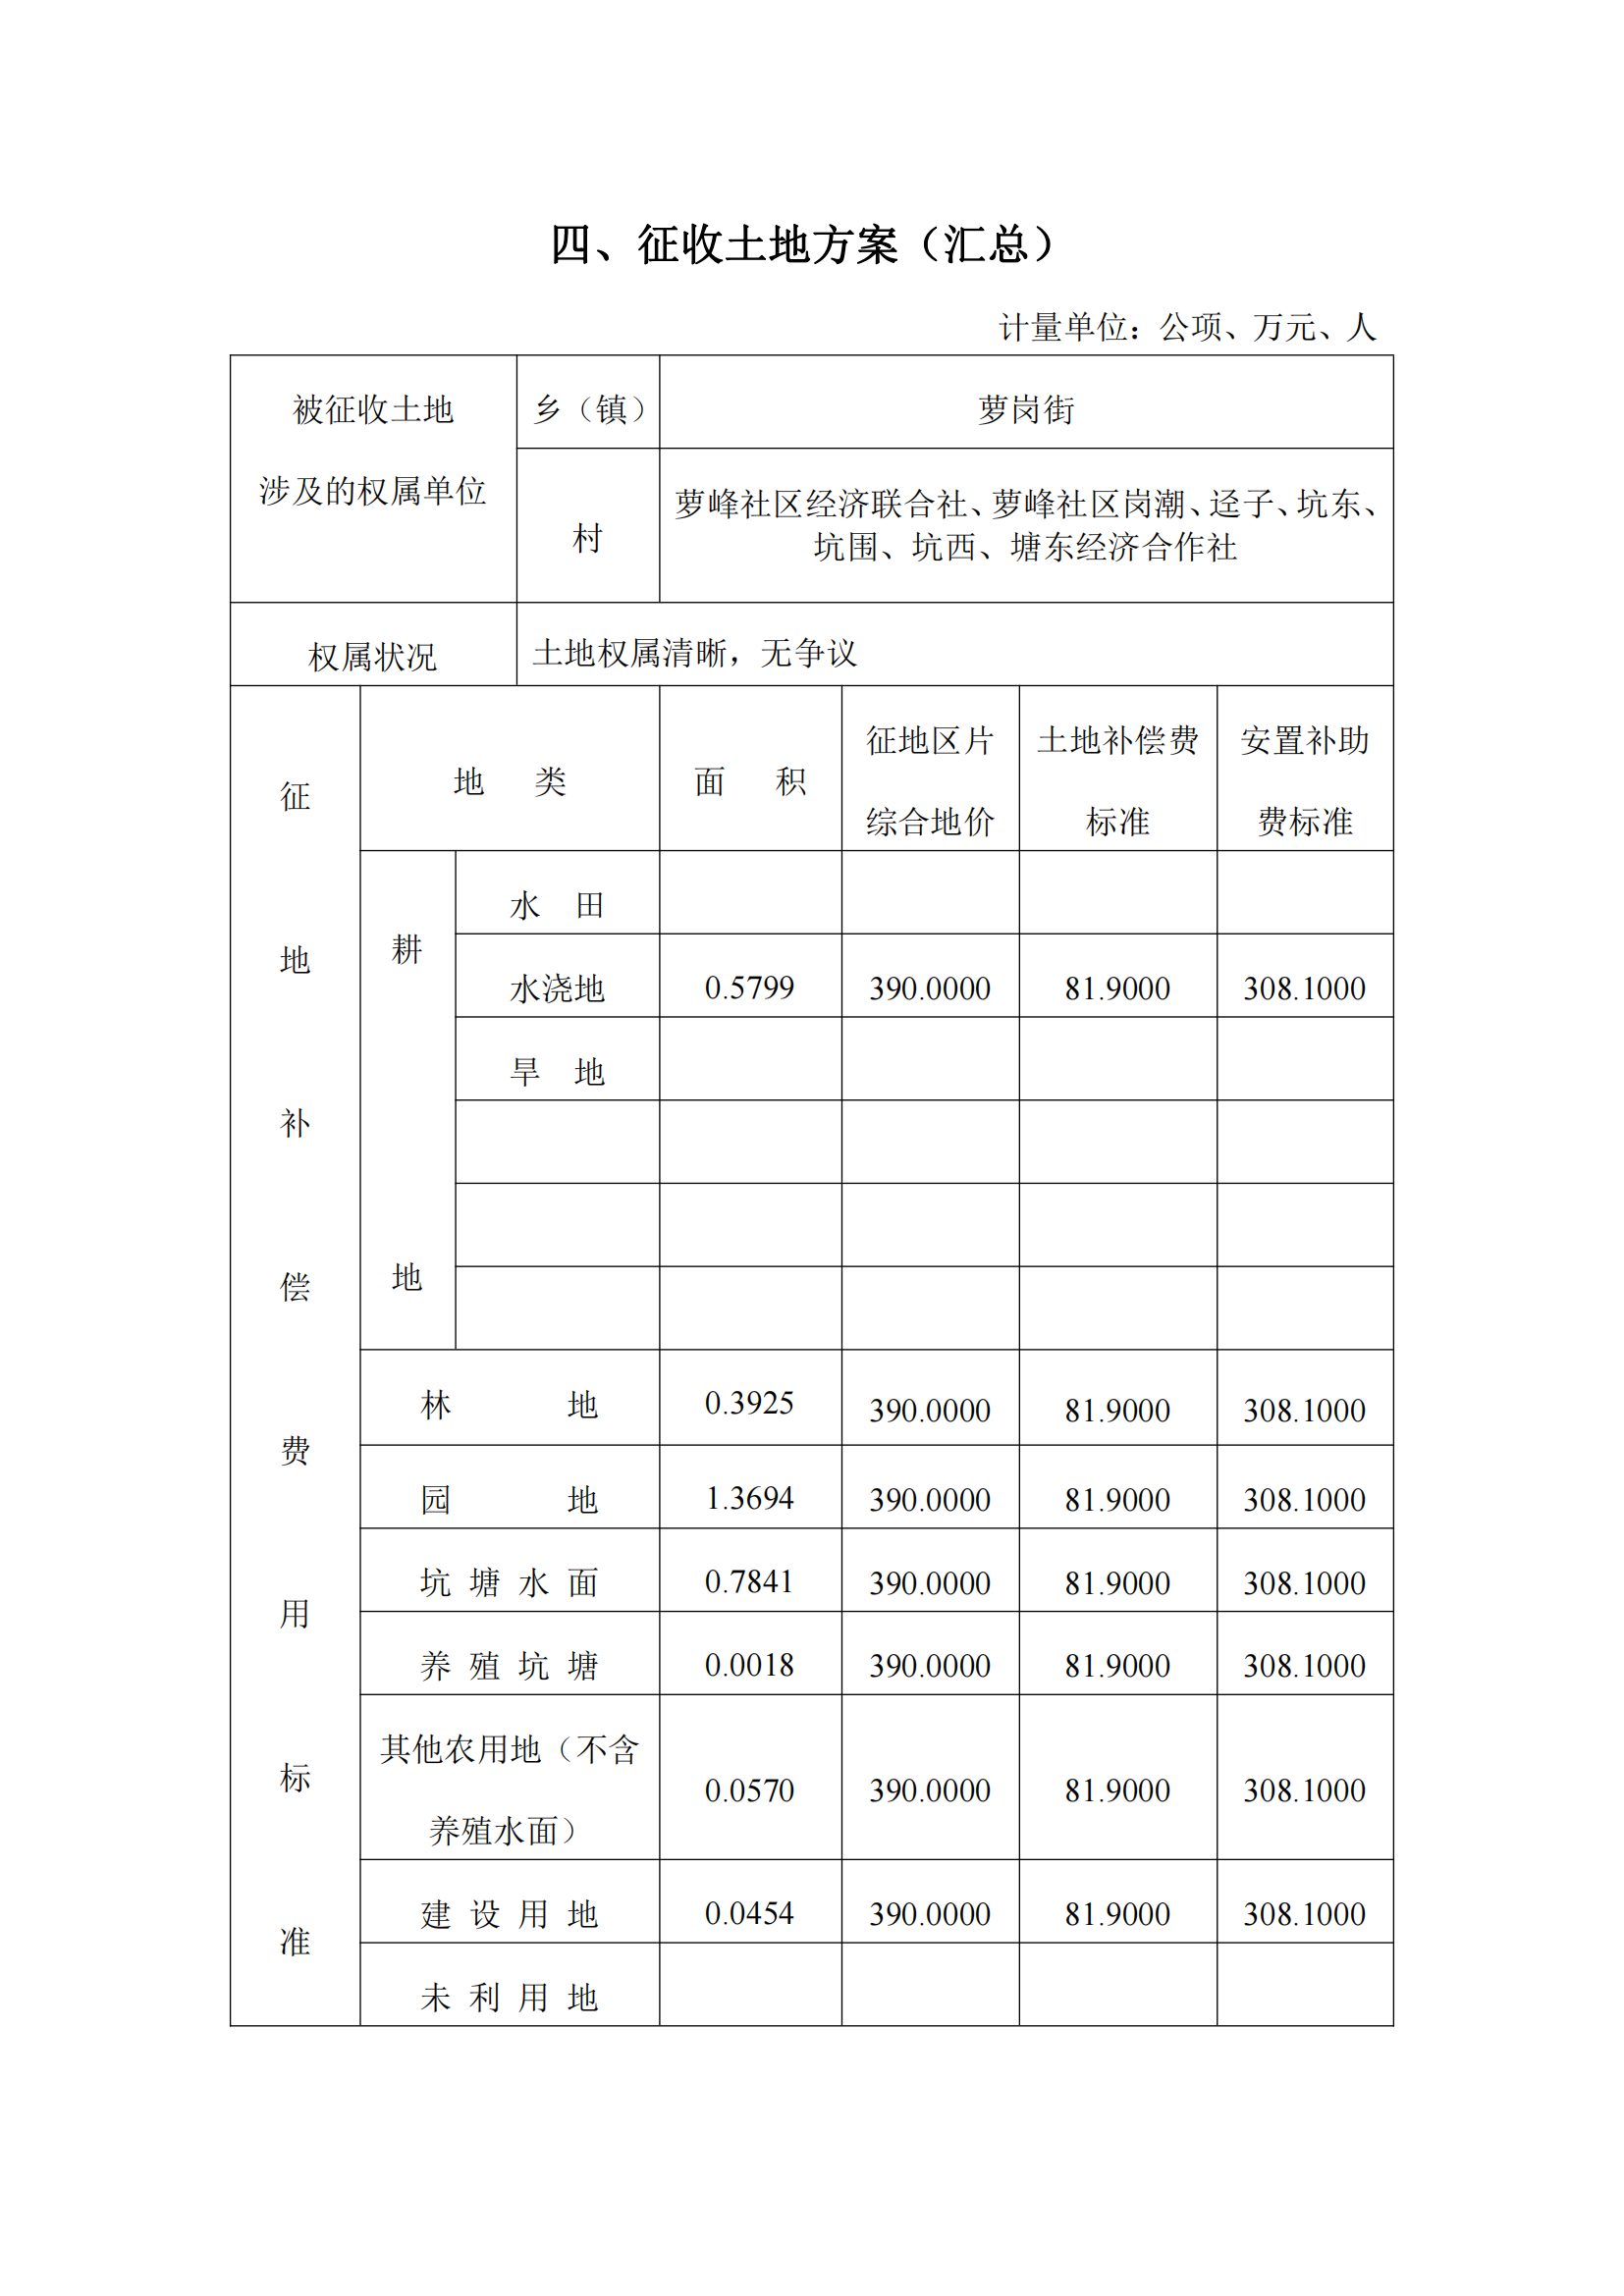 四、征收土地方案（汇总）
计量单位：公项、万元、人
被征收土地
涉及的权属单位
乡（镇）
萝岗街
村
萝峰社区经济联合社、萝峰社区岗潮、迳子、坑东、
坑围、坑西、塘东经济合作社
权属状况
土地权属清晰，无争议
征地补偿费用标准
地 类
面 积
征地区片
综合地价
土地补偿费
标准
安置补助
费标准
耕地
水 田
水浇地 0.5799 390.0000 81.9000 308.1000
旱 地
林 地 0.3925 390.0000 81.9000 308.1000
园 地 1.3694 390.0000 81.9000 308.1000
坑 塘 水 面 0.7841 390.0000 81.9000 308.1000
养 殖 坑 塘 0.0018 390.0000 81.9000 308.1000
其他农用地（不含
养殖水面）
0.0570 390.0000 81.9000 308.1000
建 设 用 地 0.0454 390.0000 81.9000 308.1000
未 利 用 地